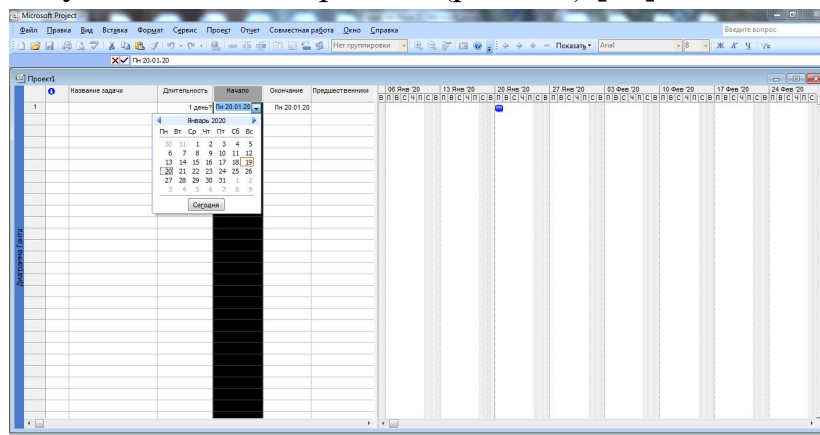 Microsoft Project
Файл Правка Вид Вставка Формат Сервис Проект Отчет Совместная работа Окно Справка
Введите вопрос
Нет группировки Показать Arial 8 Ж К Ч
Пн 20.01.20
Проект1
Название задачи Длительность Начало Окончание Предшественники
06 Янв '20 13 Янв '20 20 Янв '20 27 Янв '20 03 Фев '20 10 Фев '20 17 Фев '20 24 Фев '20
В П В С Ч П С В П В С Ч П С В П В С Ч П С В П В С Ч П С В П В С Ч П С В П В С Ч П С В П В С Ч П С В П В С Ч П С
1 1 день? Пн 20.01.20 Пн 20.01.20
Январь 2020
Пн Вт Ср Чт Пт Сб Вс
30 31 1 2 3 4 5
6 7 8 9 10 11 12
13 14 15 16 17 18 19
20 21 22 23 24 25 26
27 28 29 30 31 1 2
3 4 5 6 7 8 9
Сегодня
Диаграмма Ганта